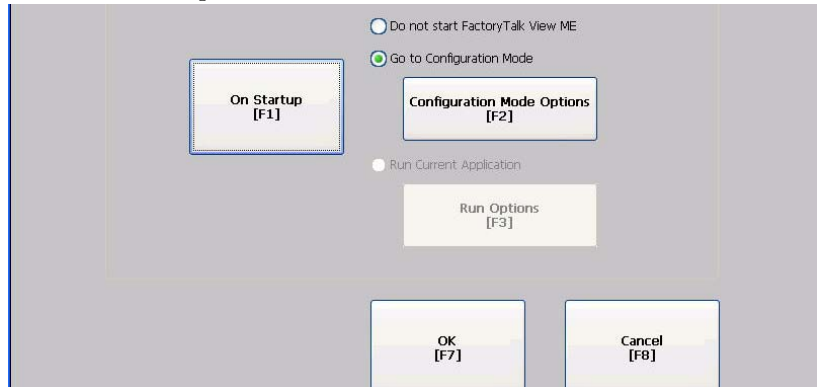 Do not start FactoryTalk View ME
Go to Configuration Mode
On Startup
[F1]
Configuration Mode Options
[F2]
Run Current Application
Run Options
[F3]
OK
[F7]
Cancel
[F8]